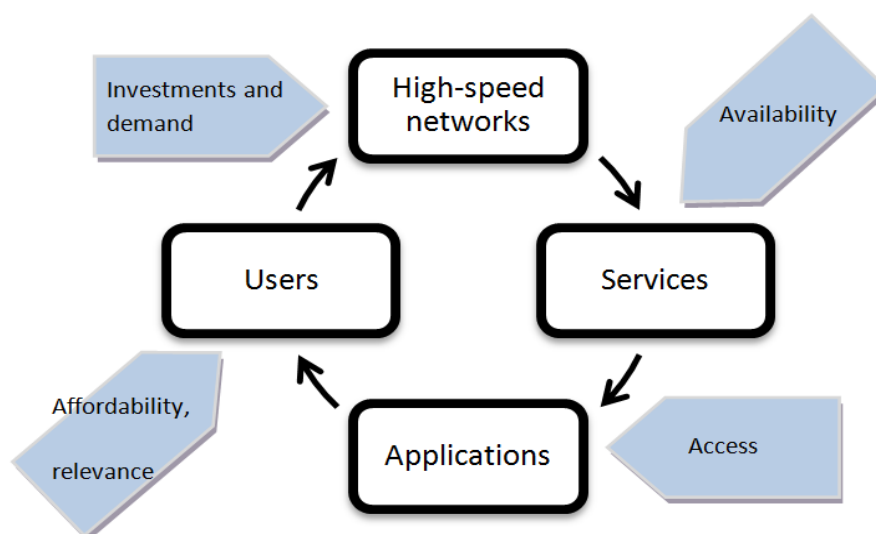 Investments and
demand
High-speed
networks
Availability
Users
Services
Affordability,
relevance
Applications
Access